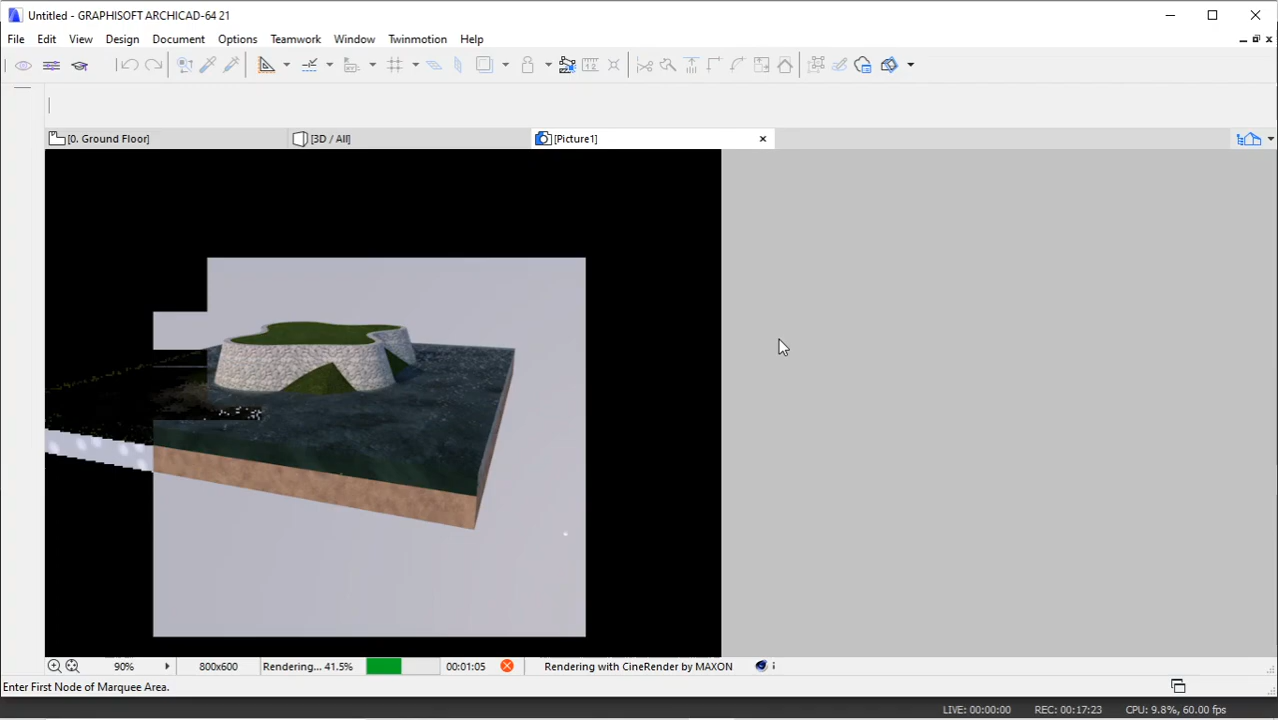 Untitled - GRAPHISOFT ARCHICAD-64 21
File Edit View Design Document Options Teamwork Window Twinmotion Help
[0. Ground Floor] [3D / All] [Picture1]
90% 800x600 Rendering... 41.5% 00:01:05 Rendering with CineRender by MAXON i
Enter First Node of Marquee Area.
LIVE: 00:00:00 REC: 00:17:23 CPU: 9.8%, 60.00 fps